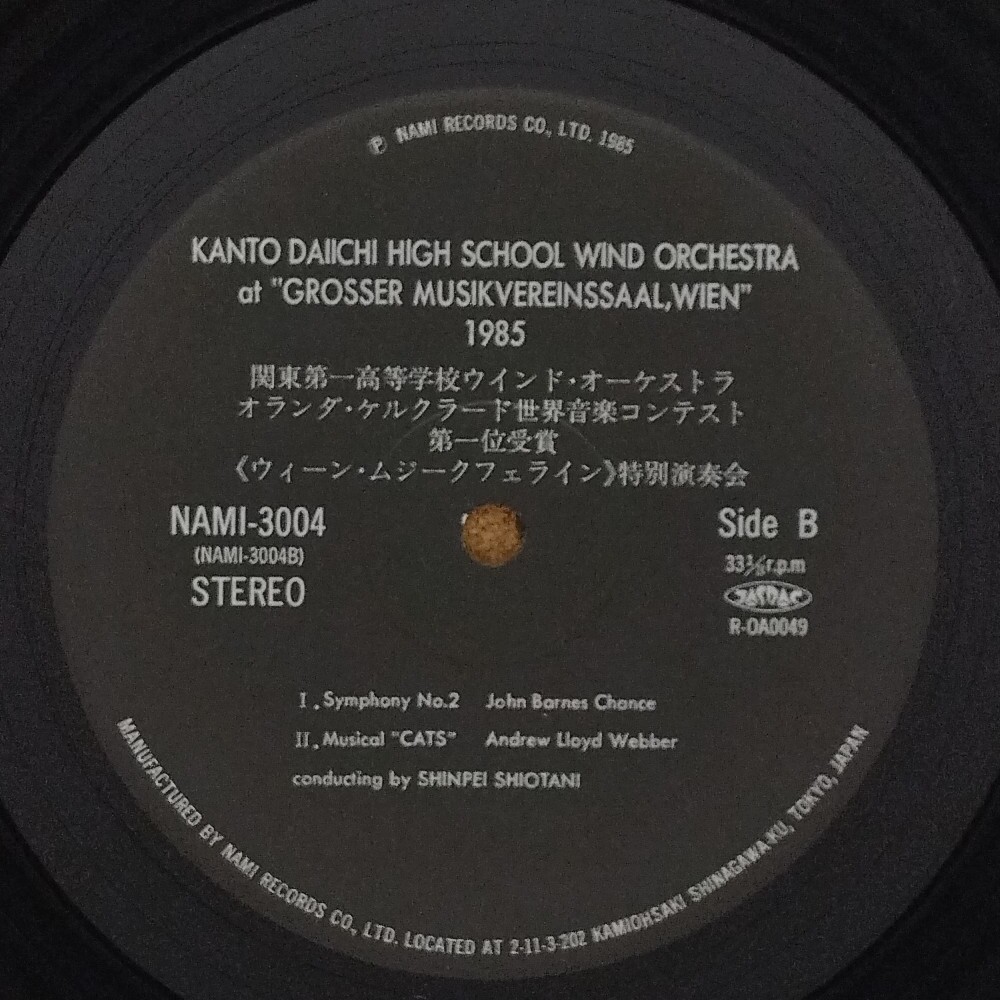 ℗ NAMI RECORDS CO., LTD. 1985
KANTO DAIICHI HIGH SCHOOL WIND ORCHESTRA
at "GROSSER MUSIKVEREINSSAAL,WIEN"
1985
関東第一高等学校ウインド・オーケストラ
オランダ・ケルクラード世界音楽コンテスト
第一位受賞
《ウィーン・ムジークフェライン》特別演奏会
NAMI-3004
(NAMI-3004B)
STEREO
Side B
33⅓r.p.m
JASRAC
R-OA0049
I. Symphony No.2 John Barnes Chance
II. Musical "CATS" Andrew Lloyd Webber
conducting by SHINPEI SHIOTANI
MANUFACTURED BY NAMI RECORDS CO., LTD. LOCATED AT 2-11-3-202 KAMIOHSAKI SHINAGAWA-KU, TOKYO, JAPAN